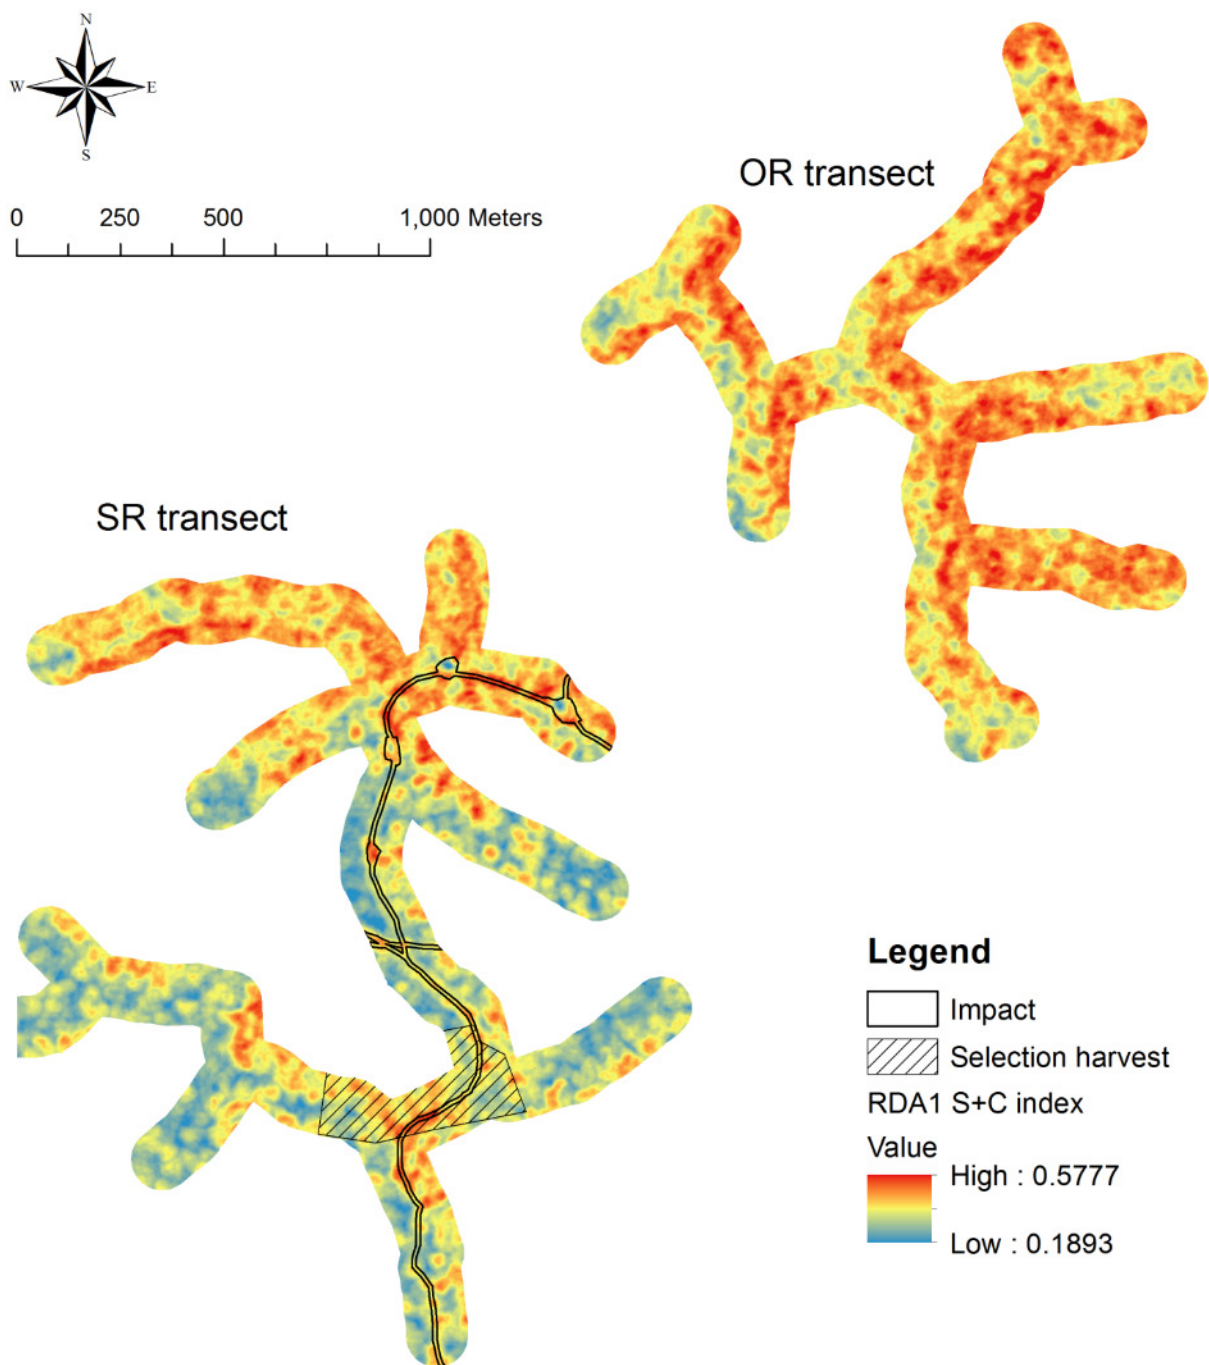 N
W E
S
0 250 500 1,000 Meters
OR transect
SR transect
Legend
Impact
Selection harvest
RDA1 S+C index
Value
High : 0.5777
Low : 0.1893